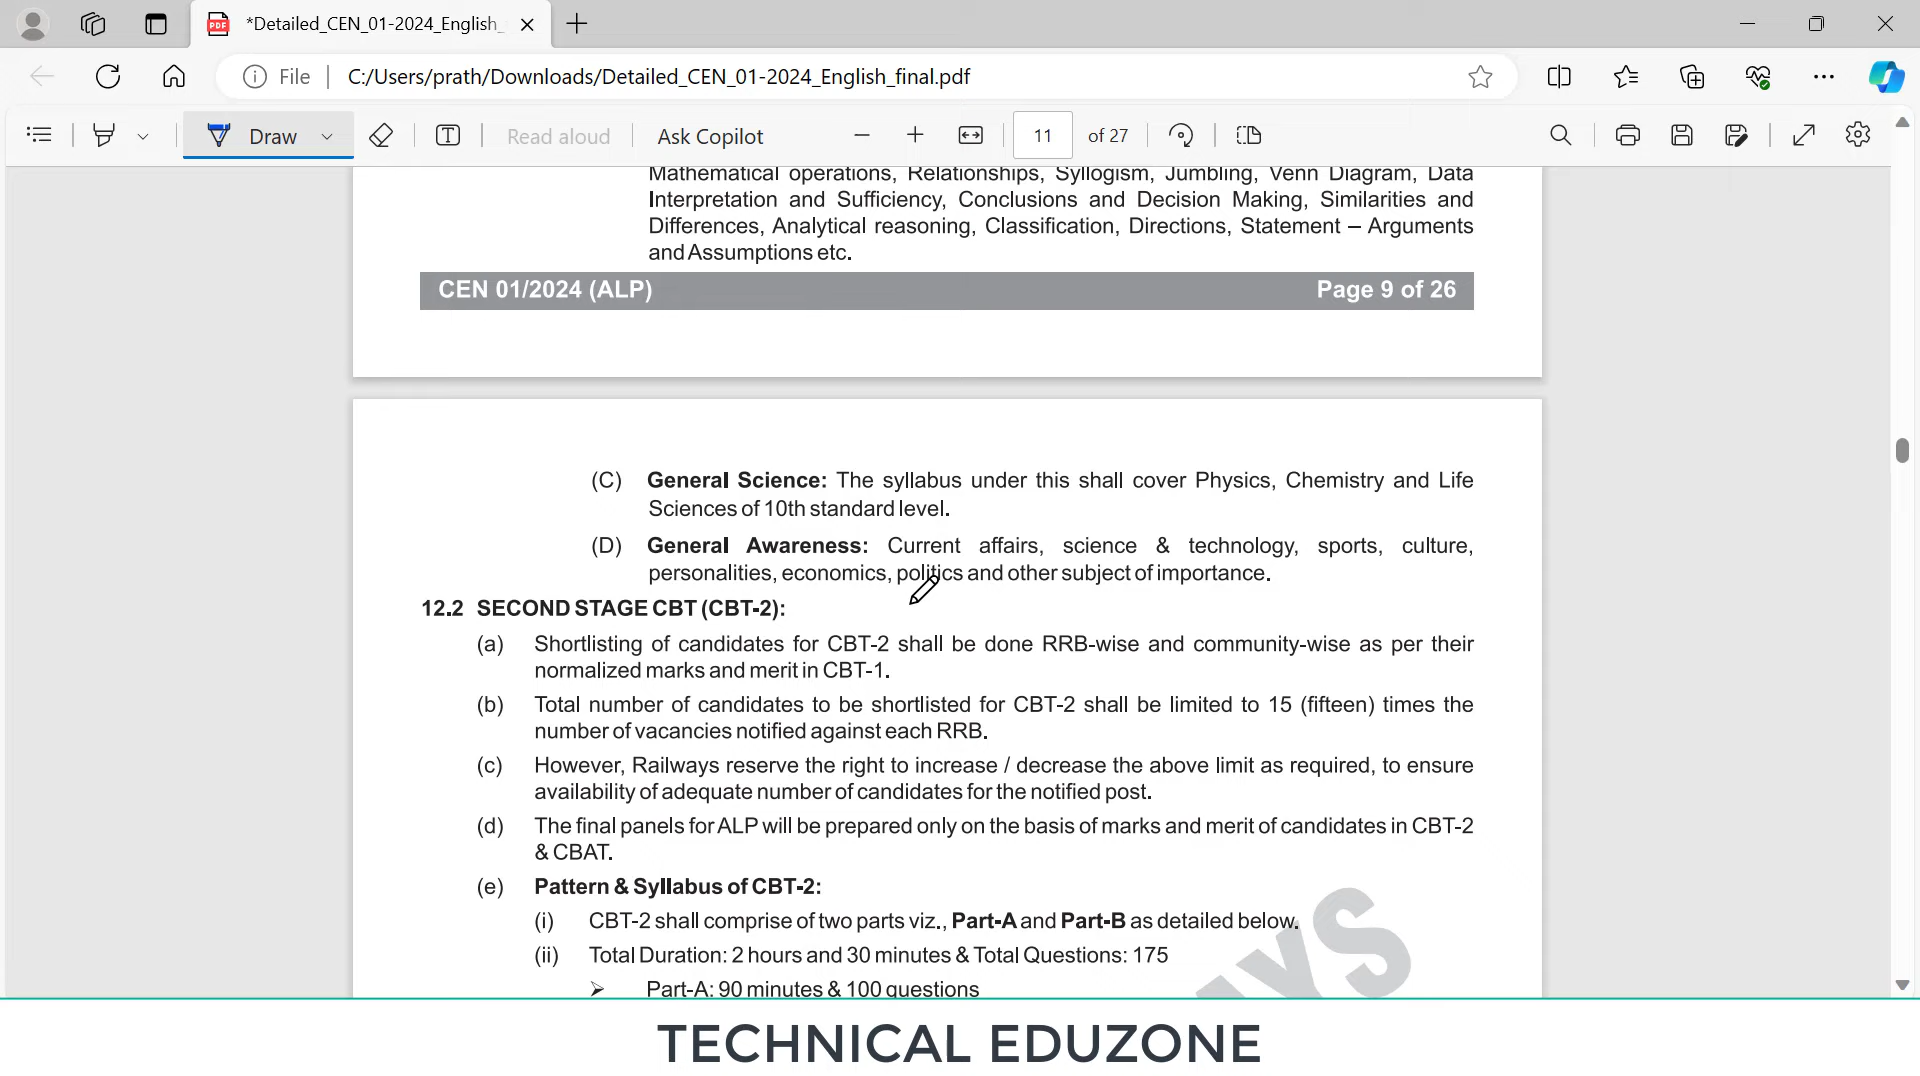 *Detailed_CEN_01-2024_English_
File
C:/Users/prath/Downloads/Detailed_CEN_01-2024_English_final.pdf
Draw
Read aloud
Ask Copilot
11 of 27
Mathematical operations, Relationships, Syllogism, Jumbling, Venn Diagram, Data
Interpretation and Sufficiency, Conclusions and Decision Making, Similarities and
Differences, Analytical reasoning, Classification, Directions, Statement – Arguments
and Assumptions etc.
CEN 01/2024 (ALP) Page 9 of 26
(C) General Science: The syllabus under this shall cover Physics, Chemistry and Life
Sciences of 10th standard level.
(D) General Awareness: Current affairs, science & technology, sports, culture,
personalities, economics, politics and other subject of importance.
12.2 SECOND STAGE CBT (CBT-2):
(a) Shortlisting of candidates for CBT-2 shall be done RRB-wise and community-wise as per their
normalized marks and merit in CBT-1.
(b) Total number of candidates to be shortlisted for CBT-2 shall be limited to 15 (fifteen) times the
number of vacancies notified against each RRB.
(c) However, Railways reserve the right to increase / decrease the above limit as required, to ensure
availability of adequate number of candidates for the notified post.
(d) The final panels for ALP will be prepared only on the basis of marks and merit of candidates in CBT-2
& CBAT.
(e) Pattern & Syllabus of CBT-2:
(i) CBT-2 shall comprise of two parts viz., Part-A and Part-B as detailed below.
(ii) Total Duration: 2 hours and 30 minutes & Total Questions: 175
➢ Part-A: 90 minutes & 100 questions
TECHNICAL EDUZONE